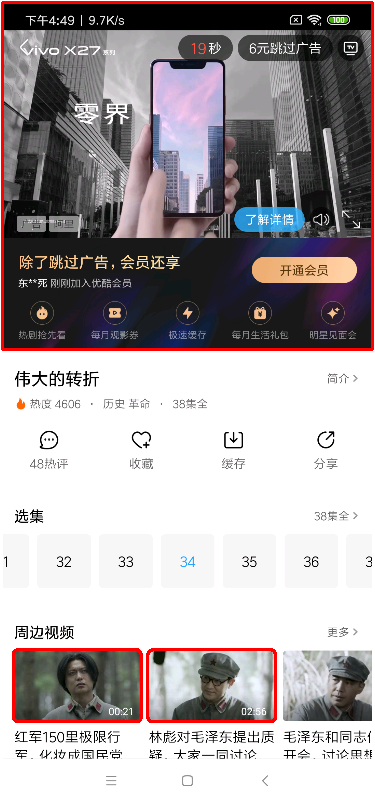 下午4:49 | 9.7K/s
100
vivo X27系列
19秒
6元跳过广告
TV
零界
广告
阿里
了解详情
除了跳过广告，会员还享
东**死 刚刚加入优酷会员
开通会员
热剧抢先看
每月观影券
极速缓存
每月生活礼包
明星见面会
伟大的转折
简介 >
热度 4606 · 历史 革命 · 38集全
48热评
收藏
缓存
分享
选集
38集全 >
1
32
33
34
35
36
3
周边视频
更多 >
00:21
02:56
红军150里极限行
军，化妆成国民党
林彪对毛泽东提出质
疑，大家一同讨论
毛泽东和同志们
开会，讨论思想